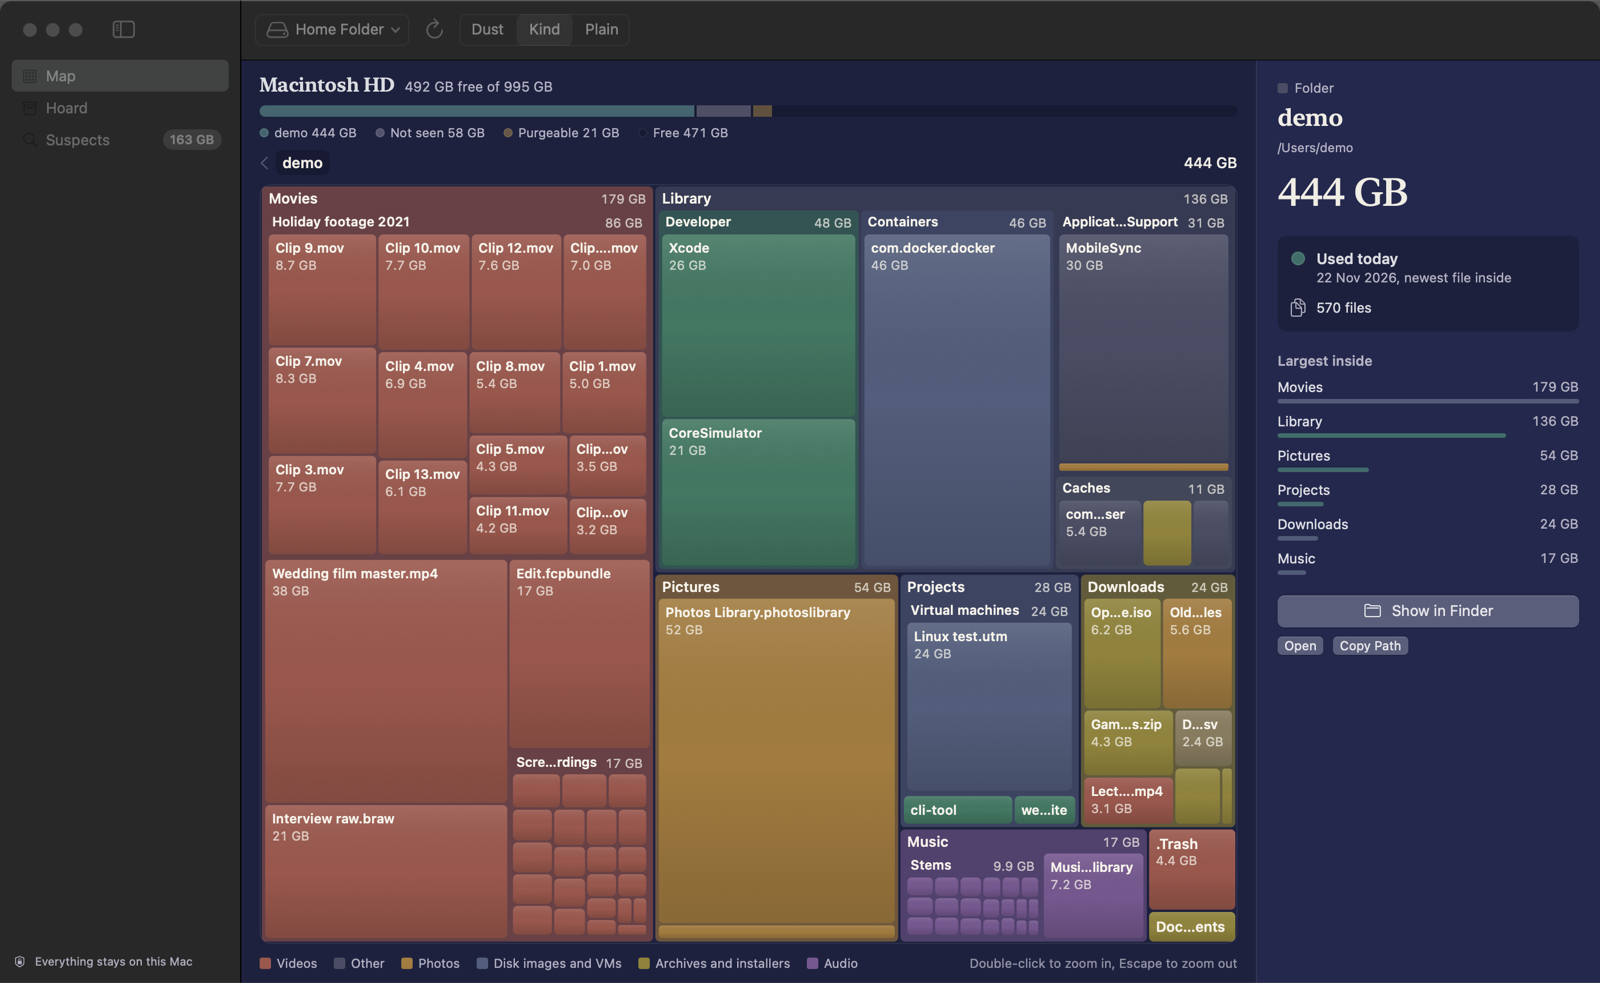 Home Folder
Dust
Kind
Plain
Map
Hoard
Suspects 163 GB
Everything stays on this Mac
Macintosh HD 492 GB free of 995 GB
demo 444 GB
Not seen 58 GB
Purgeable 21 GB
Free 471 GB
demo
444 GB
Movies 179 GB
Holiday footage 2021 86 GB
Clip 9.mov
8.7 GB
Clip 10.mov
7.7 GB
Clip 12.mov
7.6 GB
Clip....mov
7.0 GB
Clip 7.mov
8.3 GB
Clip 4.mov
6.9 GB
Clip 8.mov
5.4 GB
Clip 1.mov
5.0 GB
Clip 5.mov
4.3 GB
Clip...ov
3.5 GB
Clip 3.mov
7.7 GB
Clip 13.mov
6.1 GB
Clip 11.mov
4.2 GB
Clip...ov
3.2 GB
Wedding film master.mp4
38 GB
Edit.fcpbundle
17 GB
Scre...rdings 17 GB
Interview raw.braw
21 GB
Library 136 GB
Developer 48 GB
Xcode
26 GB
CoreSimulator
21 GB
Containers 46 GB
com.docker.docker
46 GB
Applicat...Support 31 GB
MobileSync
30 GB
Caches 11 GB
com...ser
5.4 GB
Pictures 54 GB
Photos Library.photoslibrary
52 GB
Projects 28 GB
Virtual machines 24 GB
Linux test.utm
24 GB
cli-tool
we...ite
Downloads 24 GB
Op...e.iso
6.2 GB
Old...les
5.6 GB
Gam...s.zip
4.3 GB
D...sv
2.4 GB
Lect....mp4
3.1 GB
Music 17 GB
Stems 9.9 GB
Musi...library
7.2 GB
.Trash
4.4 GB
Doc...ents
Videos
Other
Photos
Disk images and VMs
Archives and installers
Audio
Double-click to zoom in, Escape to zoom out
Folder
demo
/Users/demo
444 GB
Used today
22 Nov 2026, newest file inside
570 files
Largest inside
Movies 179 GB
Library 136 GB
Pictures 54 GB
Projects 28 GB
Downloads 24 GB
Music 17 GB
Show in Finder
Open
Copy Path